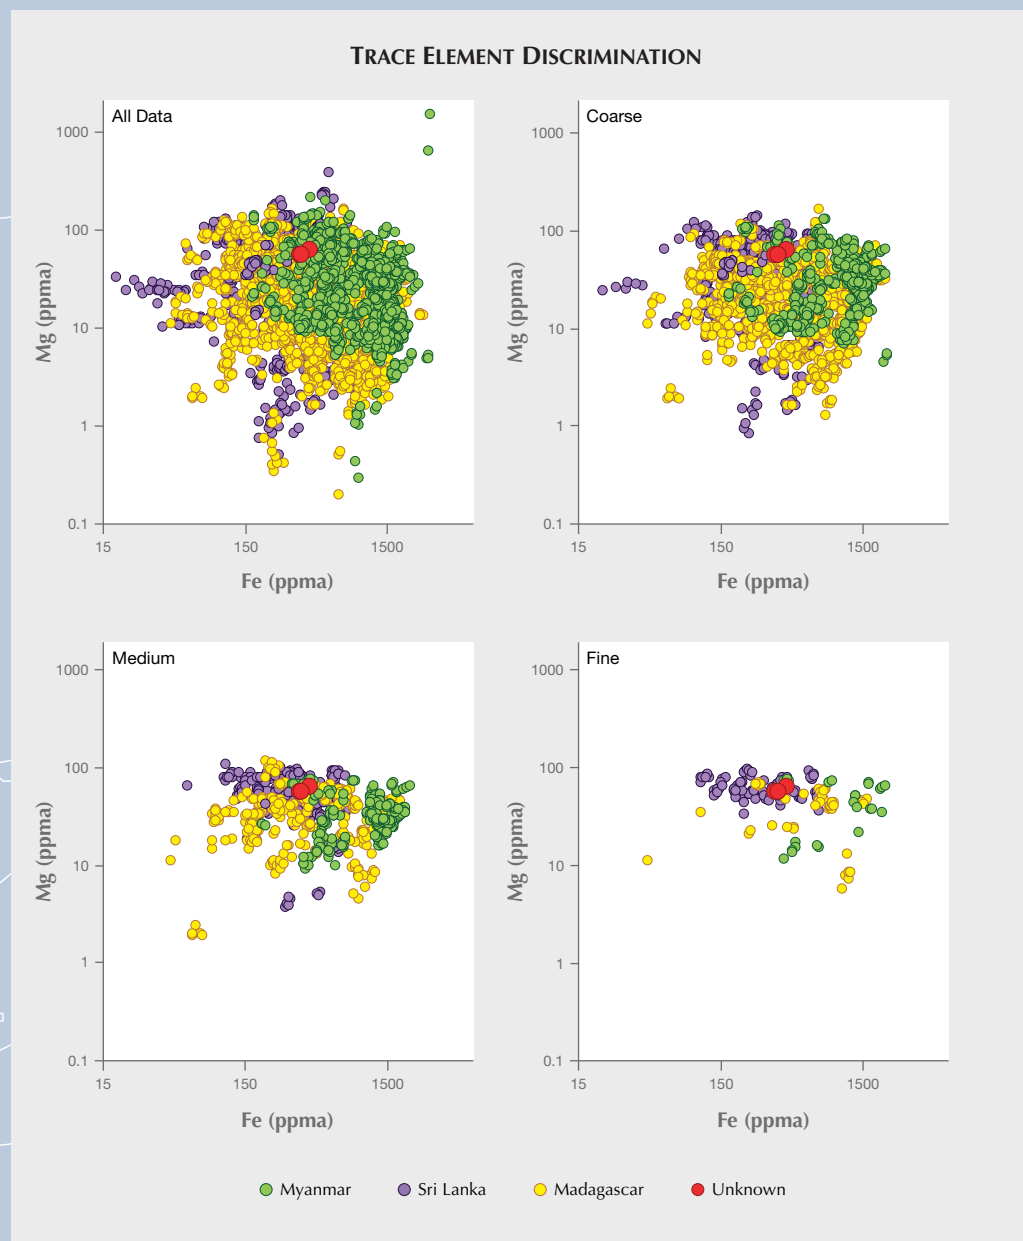 TRACE ELEMENT DISCRIMINATION
All Data
1000
100
10
1
0.1
15
150
1500
Mg (ppma)
Fe (ppma)
Coarse
1000
100
10
1
0.1
15
150
1500
Mg (ppma)
Fe (ppma)
Medium
1000
100
10
1
0.1
15
150
1500
Mg (ppma)
Fe (ppma)
Fine
1000
100
10
1
0.1
15
150
1500
Mg (ppma)
Fe (ppma)
Myanmar
Sri Lanka
Madagascar
Unknown